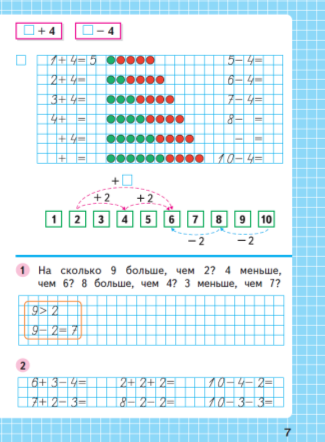 □ + 4 □ − 4
1+4=5 5−4=
2+4= 6−4=
3+4= 7−4=
4+ = 8− =
+4= − =
+ = 10−4=
+ □
+ 2 + 2
1 2 3 4 5 6 7 8 9 10
− 2 − 2
1 На сколько 9 больше, чем 2? 4 меньше,
чем 6? 8 больше, чем 4? 3 меньше, чем 7?
9>2
9−2=7
2
6+3−4= 2+2+2= 10−4−2=
7+2−3= 8−2−2= 10−3−3=
7